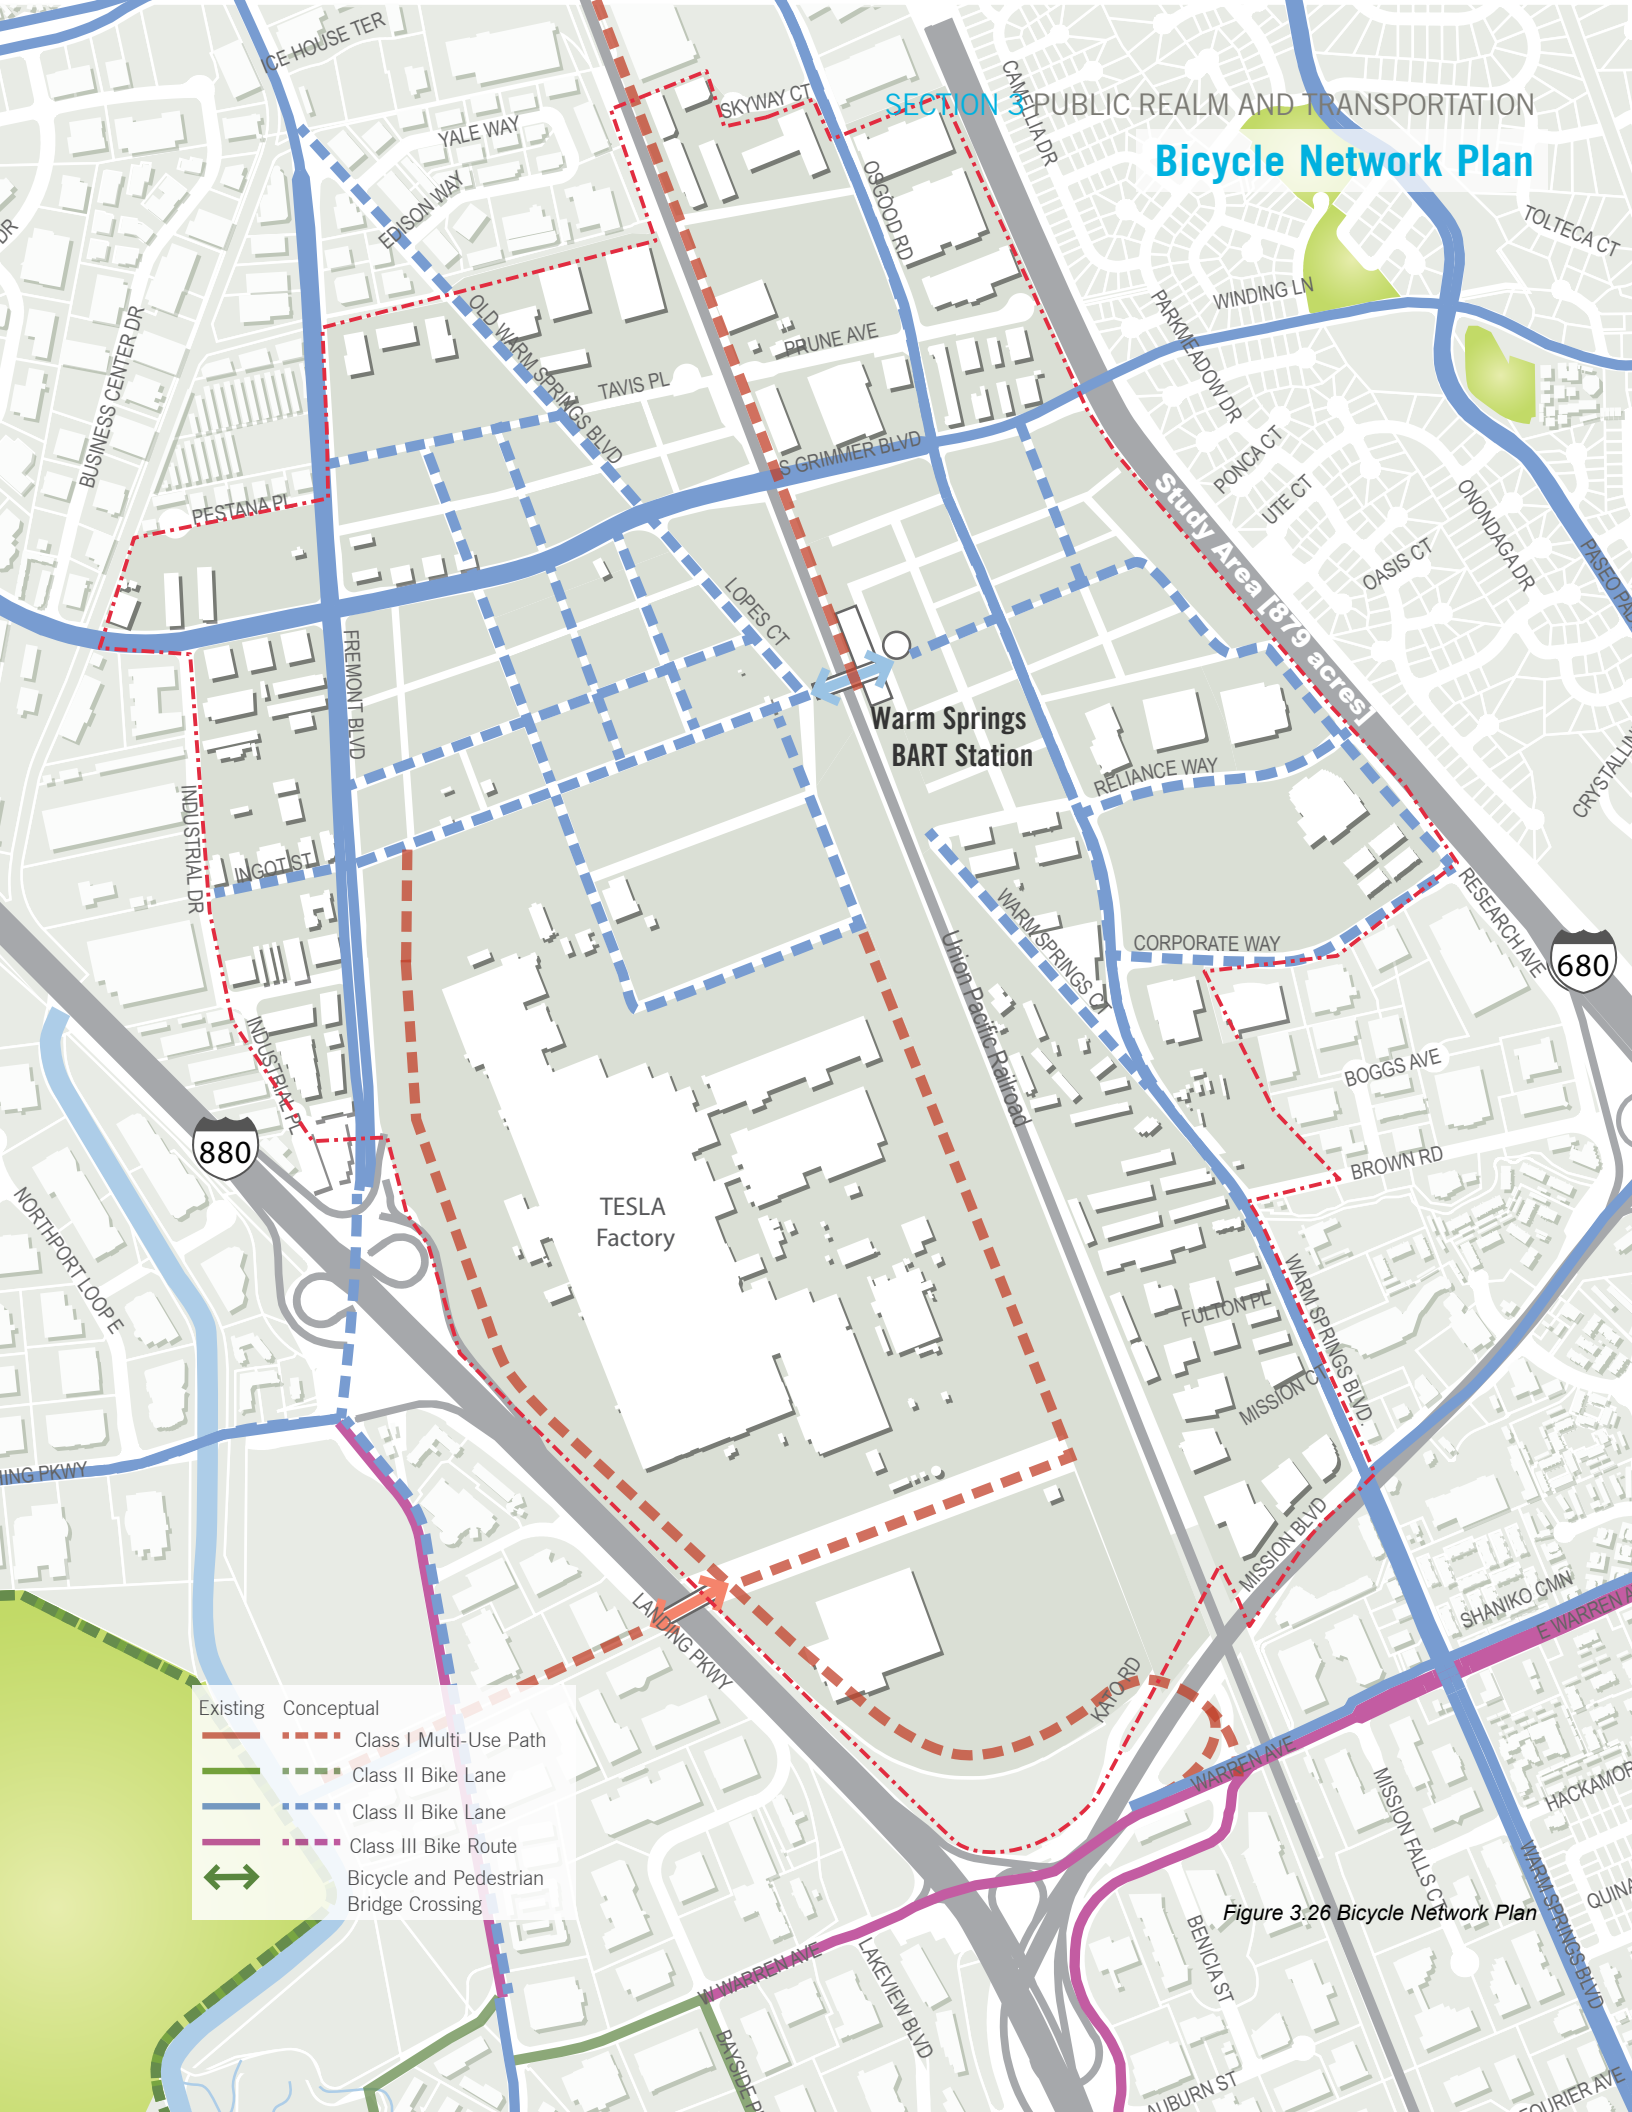 SECTION 3 PUBLIC REALM AND TRANSPORTATION
Bicycle Network Plan
ICE HOUSE TER
YALE WAY
EDISON WAY
SKYWAY CT
CAMELLIA DR
OSGOOD RD
TOLTECA CT
WINDING LN
PARKMEADOW DR
DR
BUSINESS CENTER DR
OLD WARM SPRINGS BLVD
PRUNE AVE
TAVIS PL
S GRIMMER BLVD
PESTANA PL
PONCA CT
UTE CT
OASIS CT
ONONDAGA DR
PASEO PA
Study Area [879 acres]
LOPES CT
FREMONT BLVD
Warm Springs
BART Station
RELIANCE WAY
CRYSTALLIN
INDUSTRIAL DR
INGOT ST
WARM SPRINGS CT
CORPORATE WAY
RESEARCH AVE
680
Union Pacific Railroad
INDUSTRIAL PL
BOGGS AVE
880
BROWN RD
TESLA
Factory
NORTHPORT LOOP E
FULTON PL
WARM SPRINGS BLVD.
MISSION CT
ING PKWY
MISSION BLVD
LANDING PKWY
SHANIKO CMN
E WARREN A
KATO RD
WARREN AVE
MISSION FALLS CT
HACKAMOR
Existing Conceptual
Class I Multi-Use Path
Class II Bike Lane
Class II Bike Lane
Class III Bike Route
Bicycle and Pedestrian
Bridge Crossing
WARM SPRINGS BLVD
QUINA
Figure 3.26 Bicycle Network Plan
W WARREN AVE
LAKEVIEW BLVD
BENICIA ST
BAYSIDE P
AUBURN ST
FOURIER AVE